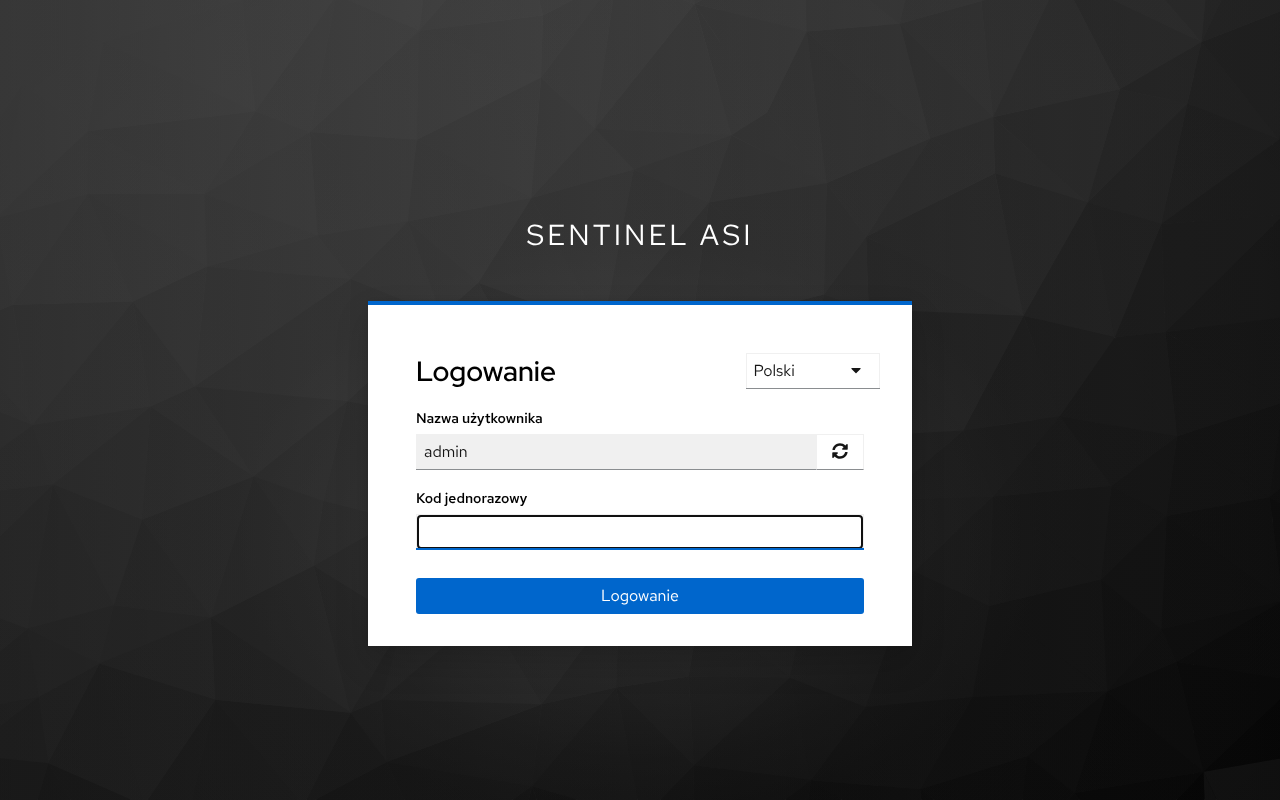 SENTINEL ASI
Logowanie
Polski
Nazwa użytkownika
admin
Kod jednorazowy
Logowanie